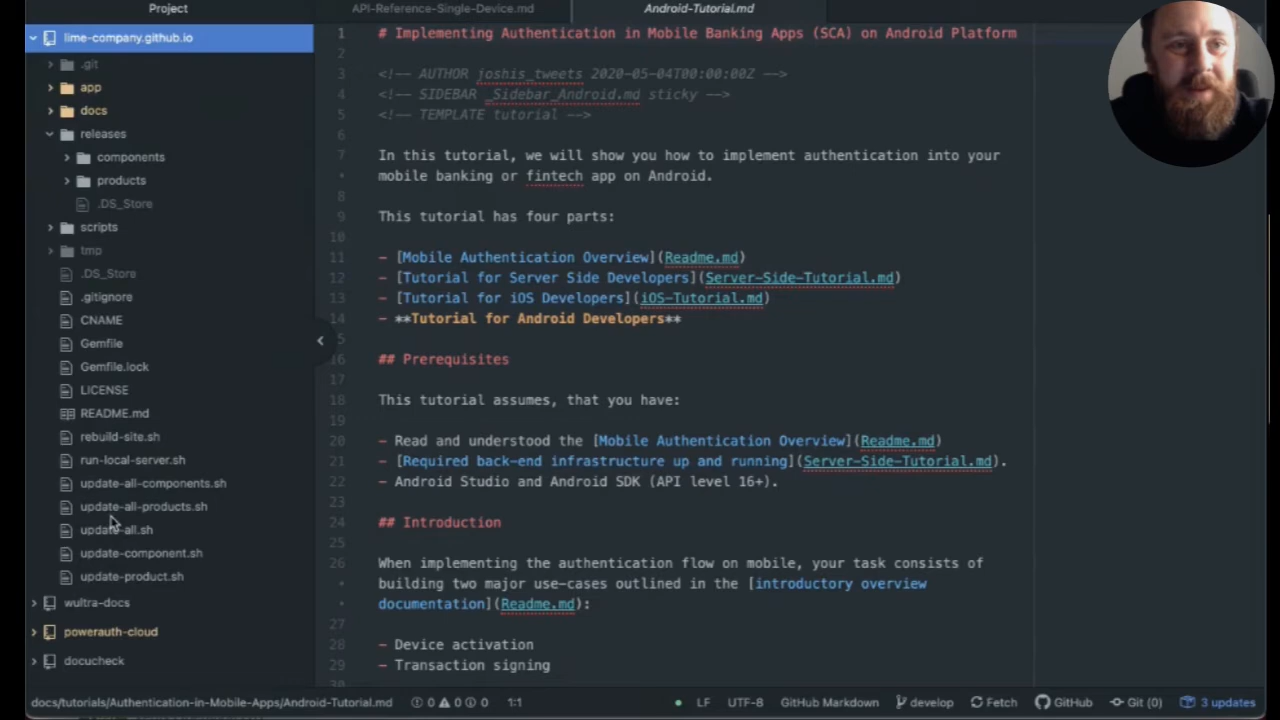 Project
API-Reference-Single-Device.md
Android-Tutorial.md
lime-company.github.io
.git
app
docs
releases
components
products
.DS_Store
scripts
tmp
.DS_Store
.gitignore
CNAME
Gemfile
Gemfile.lock
LICENSE
README.md
rebuild-site.sh
run-local-server.sh
update-all-components.sh
update-all-products.sh
update-all.sh
update-component.sh
update-product.sh
wultra-docs
powerauth-cloud
docucheck
1 # Implementing Authentication in Mobile Banking Apps (SCA) on Android Platform
2
3 <!-- AUTHOR joshis_tweets 2020-05-04T00:00:00Z -->
4 <!-- SIDEBAR _Sidebar_Android.md sticky -->
5 <!-- TEMPLATE tutorial -->
6
7 In this tutorial, we will show you how to implement authentication into your
• mobile banking or fintech app on Android.
8
9 This tutorial has four parts:
10
11 - [Mobile Authentication Overview](Readme.md)
12 - [Tutorial for Server Side Developers](Server-Side-Tutorial.md)
13 - [Tutorial for iOS Developers](iOS-Tutorial.md)
14 - **Tutorial for Android Developers**
15
16 ## Prerequisites
17
18 This tutorial assumes, that you have:
19
20 - Read and understood the [Mobile Authentication Overview](Readme.md)
21 - [Required back-end infrastructure up and running](Server-Side-Tutorial.md).
22 - Android Studio and Android SDK (API level 16+).
23
24 ## Introduction
25
26 When implementing the authentication flow on mobile, your task consists of
• building two major use-cases outlined in the [introductory overview
• documentation](Readme.md):
27
28 - Device activation
29 - Transaction signing
30
docs/tutorials/Authentication-in-Mobile-Apps/Android-Tutorial.md 0 0 0 1:1 LF UTF-8 GitHub Markdown develop Fetch GitHub Git (0) 3 updates